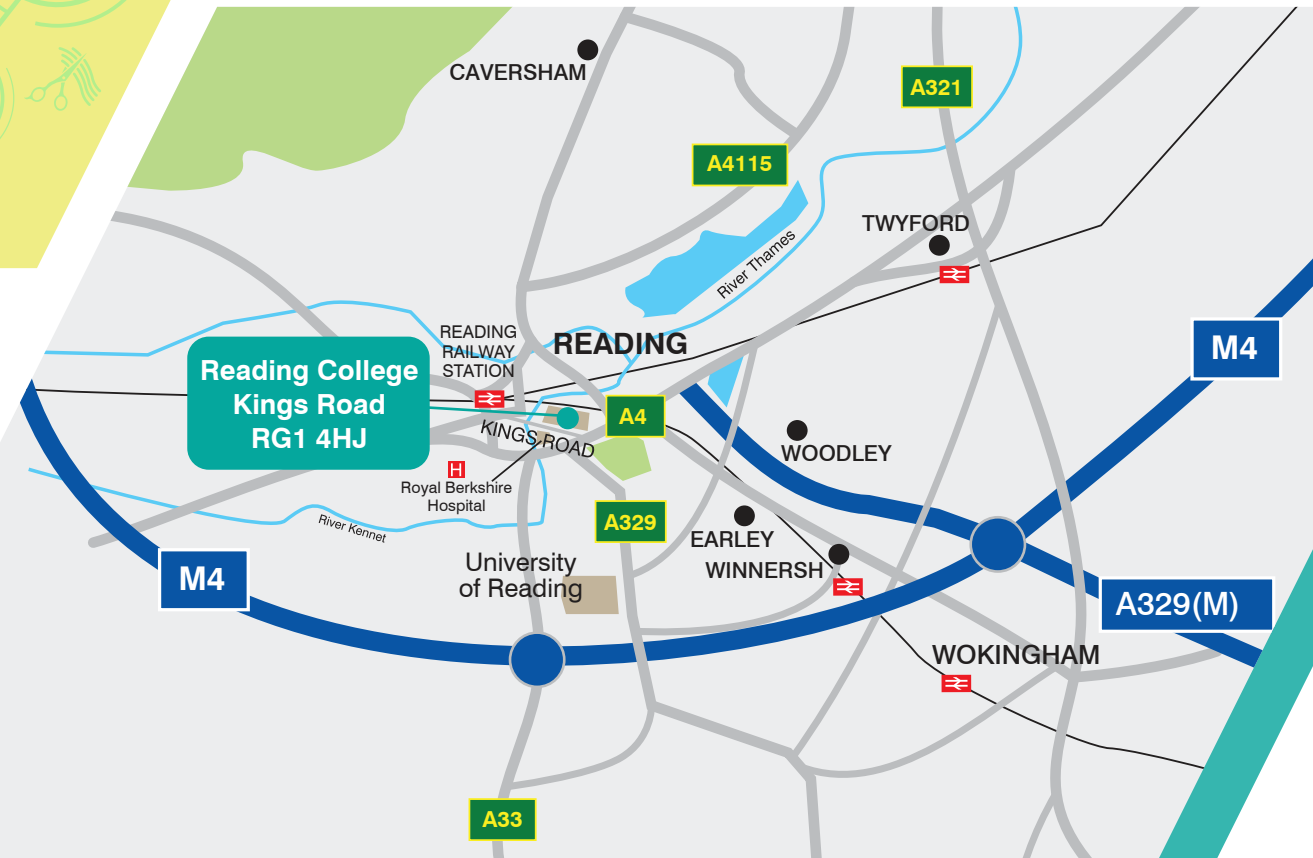 CAVERSHAM
A321
A4115
TWYFORD
River Thames
READING
RAILWAY
STATION
READING
M4
Reading College
Kings Road
RG1 4HJ
A4
KINGS ROAD
WOODLEY
H
Royal Berkshire
Hospital
River Kennet
A329
EARLEY
WINNERSH
University
of Reading
M4
A329(M)
WOKINGHAM
A33